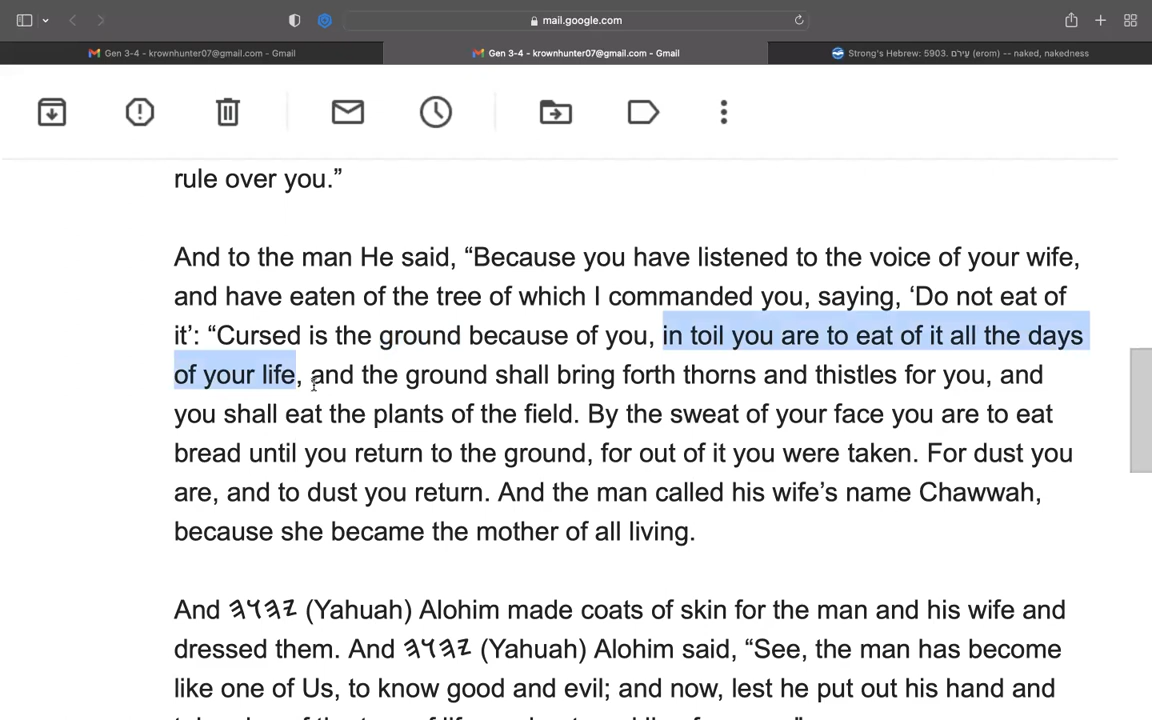 mail.google.com
Gen 3-4 - krownhunter07@gmail.com - Gmail
Gen 3-4 - krownhunter07@gmail.com - Gmail
Strong's Hebrew: 5903. עֵירֹם (erom) -- naked, nakedness
rule over you.”
And to the man He said, “Because you have listened to the voice of your wife,
and have eaten of the tree of which I commanded you, saying, ‘Do not eat of
it’: “Cursed is the ground because of you, in toil you are to eat of it all the days
of your life, and the ground shall bring forth thorns and thistles for you, and
you shall eat the plants of the field. By the sweat of your face you are to eat
bread until you return to the ground, for out of it you were taken. For dust you
are, and to dust you return. And the man called his wife’s name Chawwah,
because she became the mother of all living.
And 𐤉𐤄𐤅𐤄 (Yahuah) Alohim made coats of skin for the man and his wife and
dressed them. And 𐤉𐤄𐤅𐤄 (Yahuah) Alohim said, “See, the man has become
like one of Us, to know good and evil; and now, lest he put out his hand and